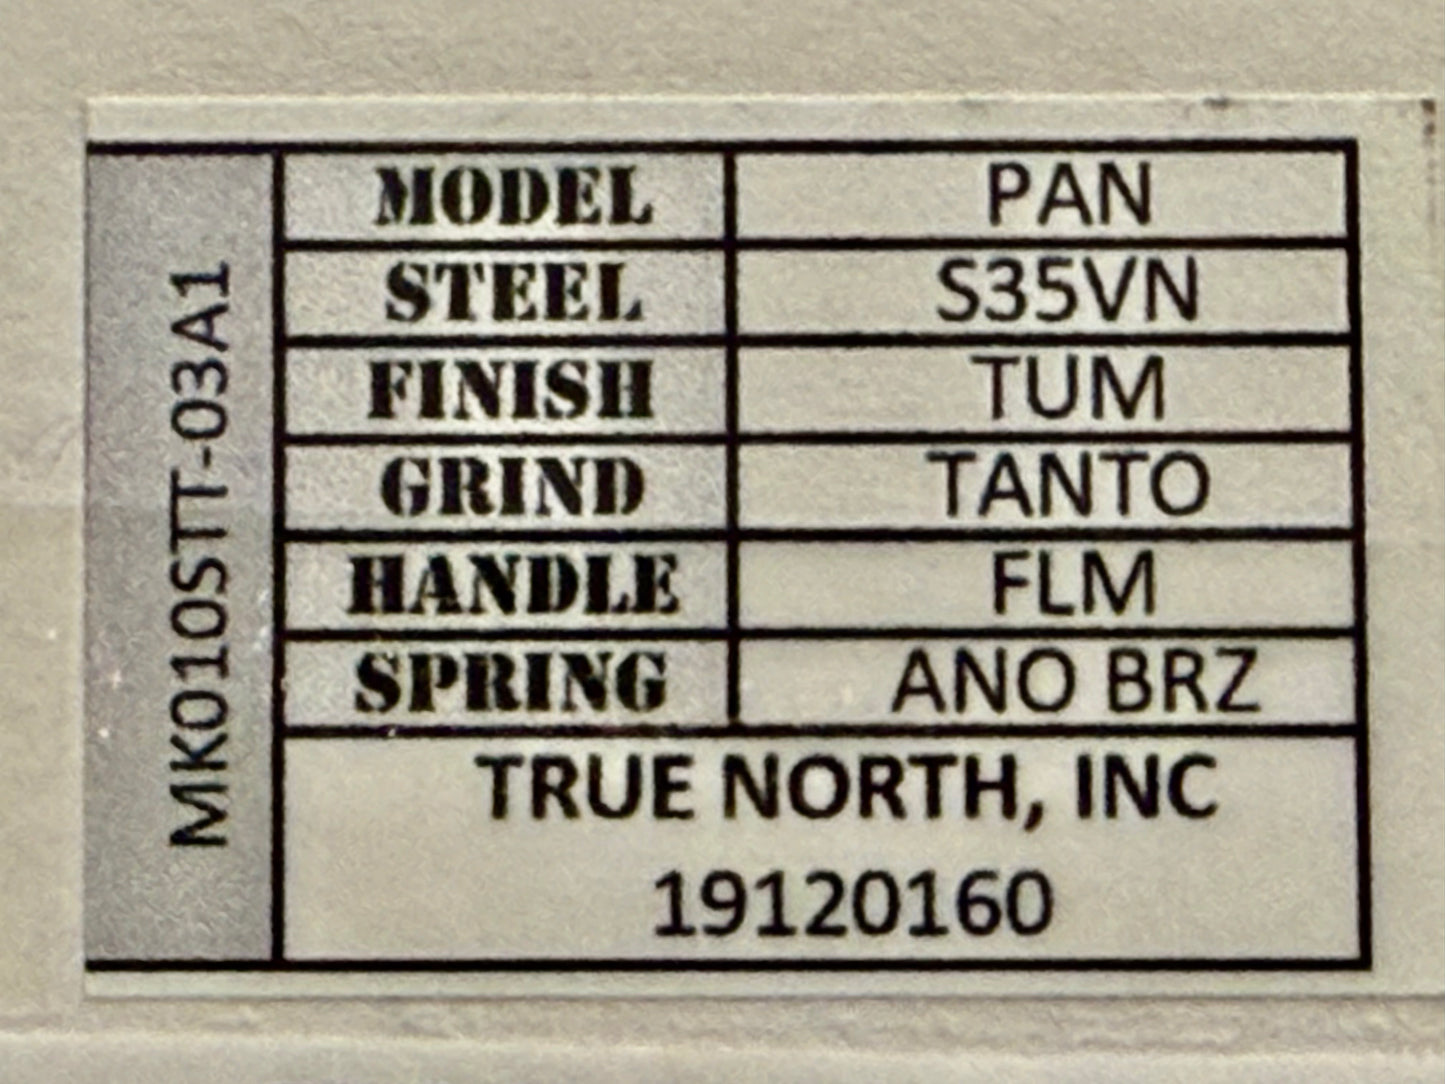 MK010STT-03A1
MODEL PAN
STEEL S35VN
FINISH TUM
GRIND TANTO
HANDLE FLM
SPRING ANO BRZ
TRUE NORTH, INC
19120160